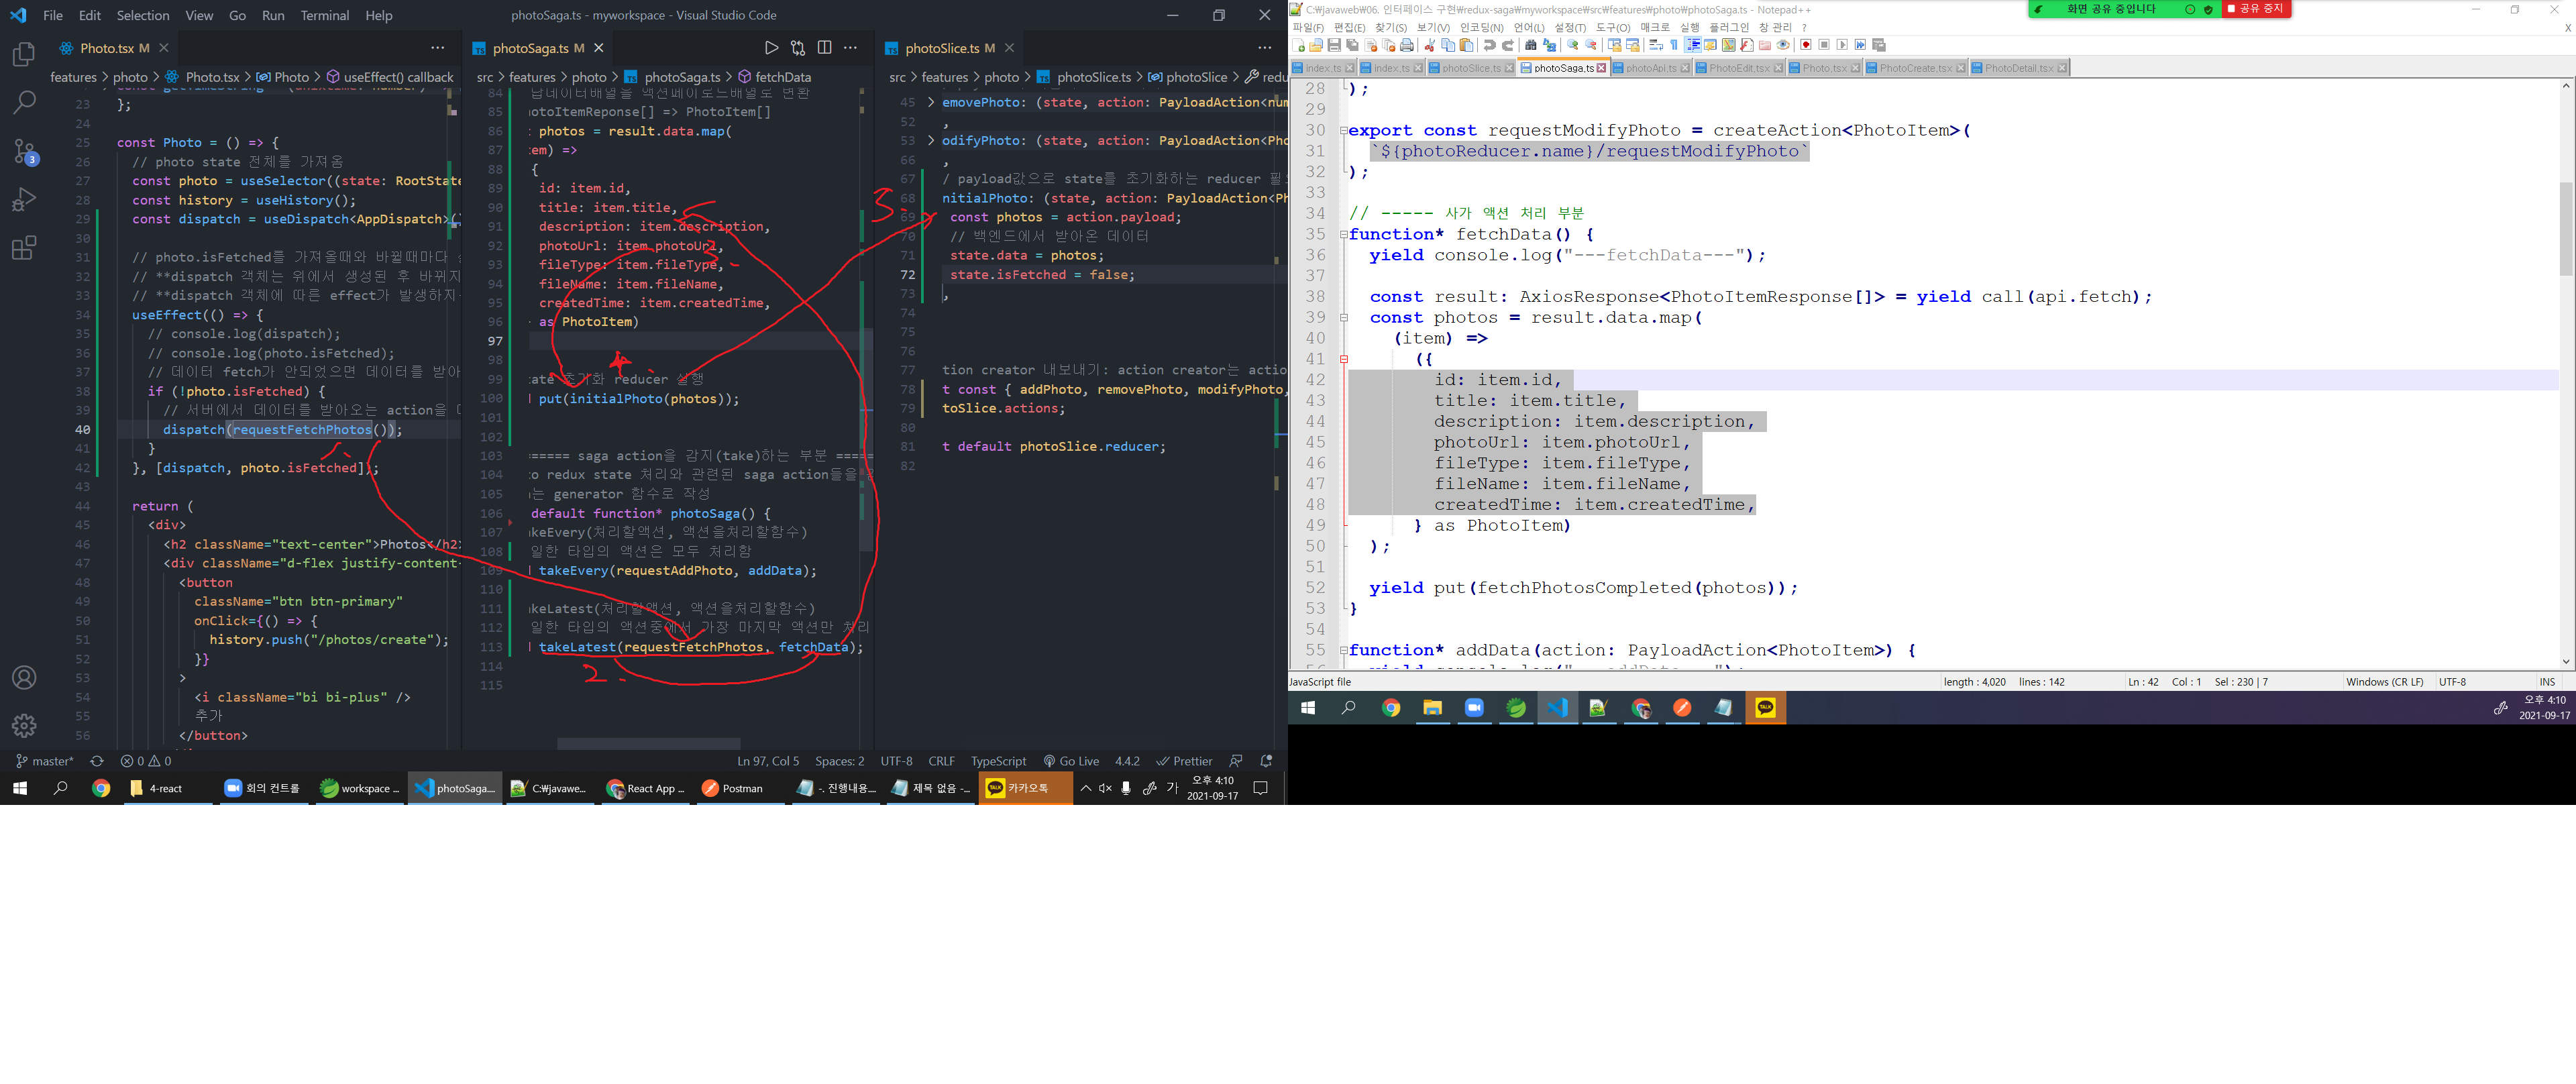 File Edit Selection View Go Run Terminal Help
photoSaga.ts - myworkspace - Visual Studio Code
Photo.tsx M
features > photo > Photo.tsx > Photo > useEffect() callback
23 };
24
25 const Photo = () => {
26 // photo state 전체를 가져옴
27 const photo = useSelector((state: RootState
28 const history = useHistory();
29 const dispatch = useDispatch<AppDispatch>(
30
31 // photo.isFetched를 가져올때와 바뀔때마다
32 // **dispatch 객체는 위에서 생성된 후 바뀌지
33 // **dispatch 객체에 따른 effect가 발생하지
34 useEffect(() => {
35 // console.log(dispatch);
36 // console.log(photo.isFetched);
37 // 데이터 fetch가 안되었으면 데이터를 받아
38 if (!photo.isFetched) {
39 // 서버에서 데이터를 받아오는 action을
40 dispatch(requestFetchPhotos());
41 }
42 }, [dispatch, photo.isFetched]);
43
44 return (
45 <div>
46 <h2 className="text-center">Photos</h2>
47 <div className="d-flex justify-content-
48 <button
49 className="btn btn-primary"
50 onClick={() => {
51 history.push("/photos/create");
52 }}
53 >
54 <i className="bi bi-plus" />
55 추가
56 </button>
1.
photoSaga.ts M
src > features > photo > photoSaga.ts > fetchData
84 답데이터배열을 액션페이로드배열로 변환
85 otoItemReponse[] => PhotoItem[]
86 photos = result.data.map(
87 em) =>
88 {
89 id: item.id,
90 title: item.title,
91 description: item.description,
92 photoUrl: item.photoUrl,
93 fileType: item.fileType,
94 fileName: item.fileName,
95 createdTime: item.createdTime,
96 as PhotoItem)
97
98
99 tate 초기화 reducer 실행
100 put(initialPhoto(photos));
101
102
103 ====== saga action을 감지(take)하는 부분 ==
104 to redux state 처리와 관련된 saga action들을
105 는 generator 함수로 작성
106 default function* photoSaga() {
107 akeEvery(처리할액션, 액션을처리할함수)
108 일한 타입의 액션은 모두 처리함
109 takeEvery(requestAddPhoto, addData);
110
111 akeLatest(처리할액션, 액션을처리할함수)
112 일한 타입의 액션중에서 가장 마지막 액션만 처리
113 takeLatest(requestFetchPhotos, fetchData);
114
115
3.
4.
2.
photoSlice.ts M
src > features > photo > photoSlice.ts > photoSlice > redu
45 emovePhoto: (state, action: PayloadAction<num
52 ,
53 odifyPhoto: (state, action: PayloadAction<Pho
66 ,
67 / payload값으로 state를 초기화하는 reducer 필
68 nitialPhoto: (state, action: PayloadAction<Ph
69 const photos = action.payload;
70 // 백엔드에서 받아온 데이터
71 state.data = photos;
72 state.isFetched = false;
73 ,
74
75
76
77 tion creator 내보내기: action creator는 actio
78 t const { addPhoto, removePhoto, modifyPhoto,
79 toSlice.actions;
80
81 t default photoSlice.reducer;
82
5.
master* 0 0
Ln 97, Col 5 Spaces: 2 UTF-8 CRLF TypeScript Go Live 4.4.2 Prettier
4-react 회의 컨트롤 workspace ... photoSaga.... C:₩javawe... React App ... Postman -. 진행내용... 제목 없음 -... 카카오톡 가 오후 4:10
2021-09-17
C:₩javaweb₩06. 인터페이스 구현₩redux-saga₩myworkspace₩src₩features₩photo₩photoSaga.ts - Notepad++
화면 공유 중입니다 공유 중지
파일(F) 편집(E) 찾기(S) 보기(V) 인코딩(N) 언어(L) 설정(T) 도구(O) 매크로 실행 플러그인 창 관리 ? X
index.ts index.ts photoSlice.ts photoSaga.ts photoApi.ts PhotoEdit.tsx Photo.tsx PhotoCreate.tsx PhotoDetail.tsx
28 );
29
30 export const requestModifyPhoto = createAction<PhotoItem>(
31 `${photoReducer.name}/requestModifyPhoto`
32 );
33
34 // ----- 사가 액션 처리 부분
35 function* fetchData() {
36 yield console.log("---fetchData---");
37
38 const result: AxiosResponse<PhotoItemResponse[]> = yield call(api.fetch);
39 const photos = result.data.map(
40 (item) =>
41 ({
42 id: item.id,
43 title: item.title,
44 description: item.description,
45 photoUrl: item.photoUrl,
46 fileType: item.fileType,
47 fileName: item.fileName,
48 createdTime: item.createdTime,
49 } as PhotoItem)
50 );
51
52 yield put(fetchPhotosCompleted(photos));
53 }
54
55 function* addData(action: PayloadAction<PhotoItem>) {
JavaScript file length : 4,020 lines : 142 Ln : 42 Col : 1 Sel : 230 | 7 Windows (CR LF) UTF-8 INS
오후 4:10
2021-09-17